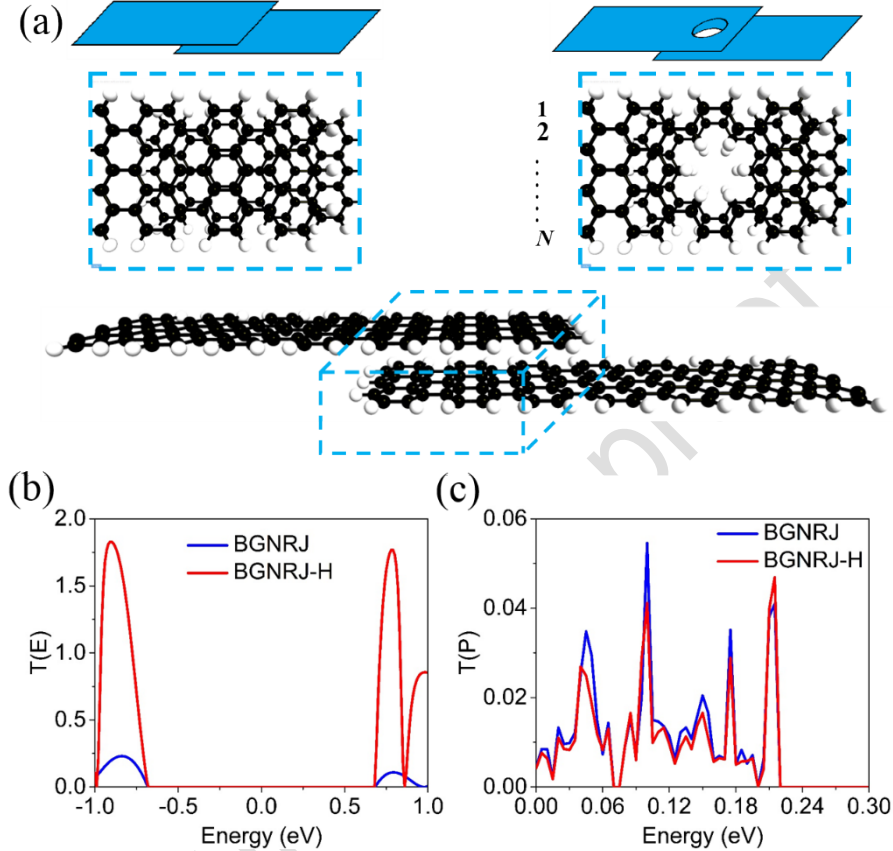 (a)
1
2
N
(b)
2.0
1.5
1.0
0.5
0.0
T(E)
BGNRJ
BGNRJ-H
-1.0 -0.5 0.0 0.5 1.0
Energy (eV)
(c)
0.06
0.04
0.02
0.00
T(P)
BGNRJ
BGNRJ-H
0.00 0.06 0.12 0.18 0.24 0.30
Energy (eV)